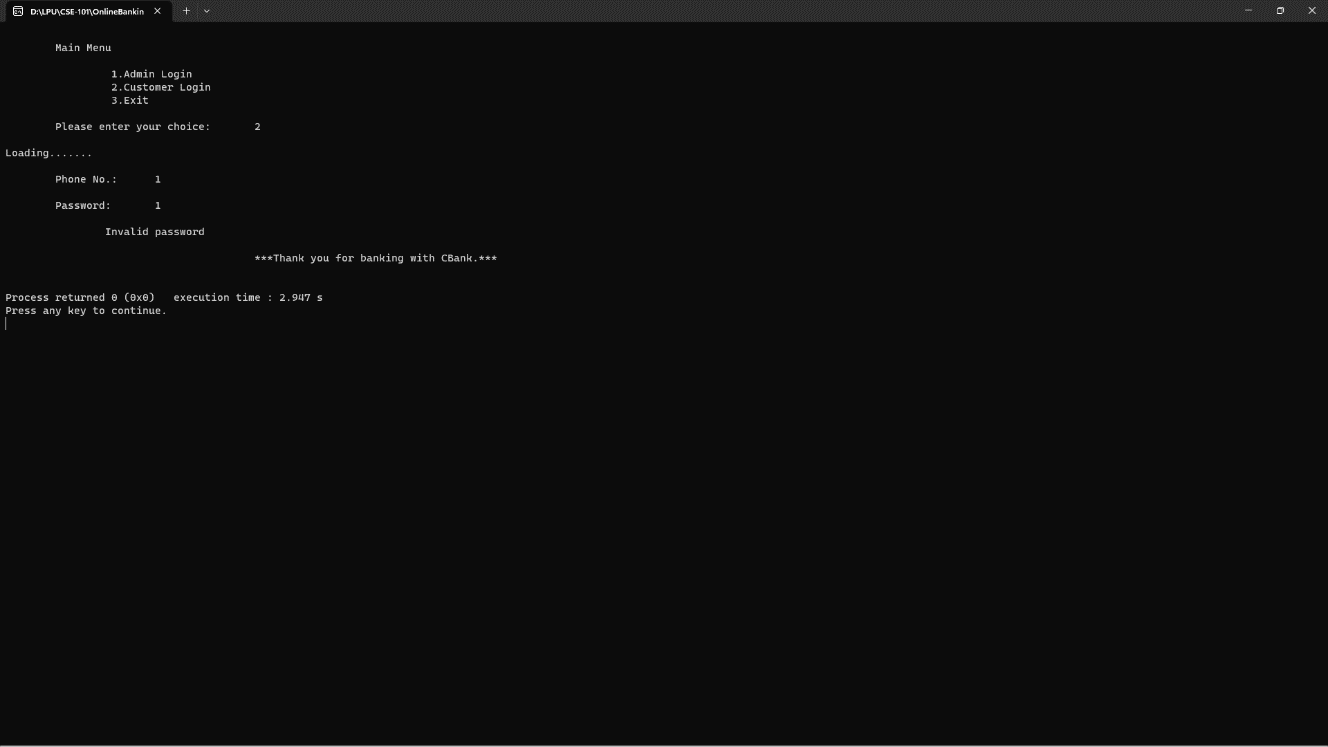 D:\LPU\CSE-101\OnlineBankin
Main Menu
1.Admin Login
2.Customer Login
3.Exit
Please enter your choice: 2
Loading.......
Phone No.: 1
Password: 1
Invalid password
***Thank you for banking with CBank.***
Process returned 0 (0x0) execution time : 2.947 s
Press any key to continue.